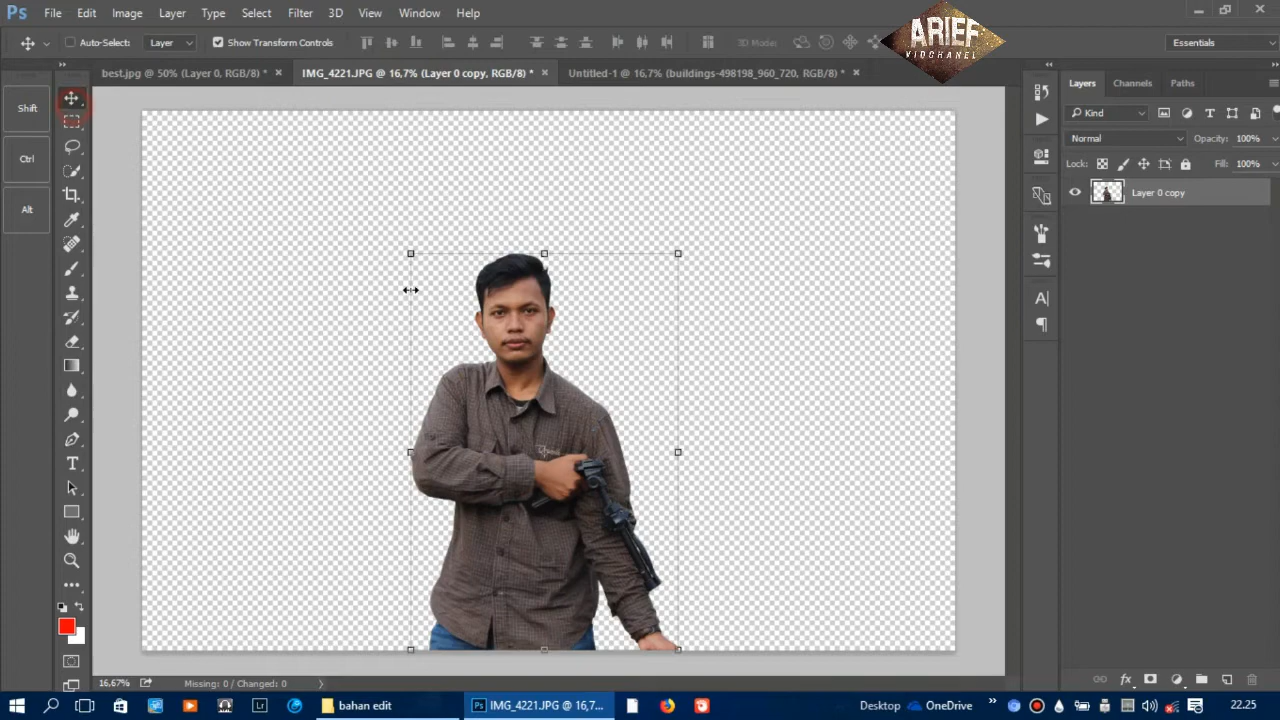 Ps File Edit Image Layer Type Select Filter 3D View Window Help
Auto-Select: Layer Show Transform Controls 3D Mode: Essentials
ARIEF
VIDCHANEL
best.jpg @ 50% (Layer 0, RGB/8) * × IMG_4221.JPG @ 16,7% (Layer 0 copy, RGB/8) * × Untitled-1 @ 16,7% (buildings-498198_960_720, RGB/8) * ×
Shift
Ctrl
Alt
Layers Channels Paths
Kind
Normal Opacity: 100%
Lock: Fill: 100%
Layer 0 copy
16,67% Missing: 0 / Changed: 0
bahan edit IMG_4221.JPG @ 16,7... Desktop OneDrive 22.25